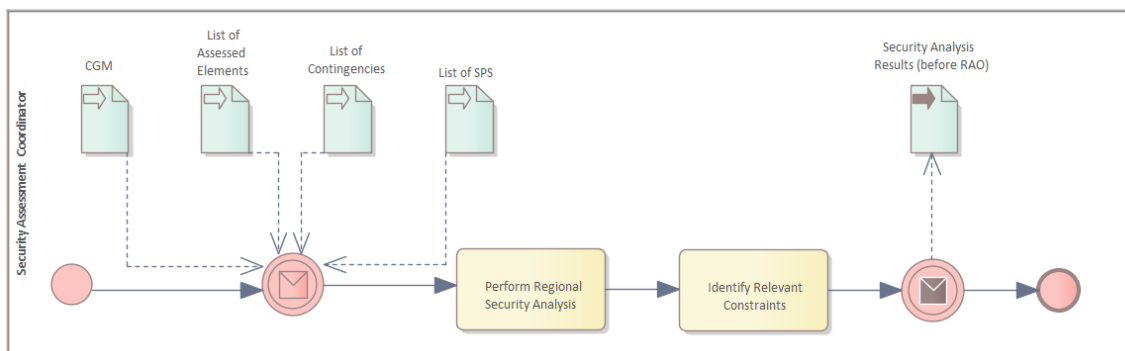 Security Assessment Coordinator
CGM
List of
Assessed
Elements
List of
Contingencies
List of SPS
Security Analysis
Results (before RAO)
Perform Regional
Security Analysis
Identify Relevant
Constraints